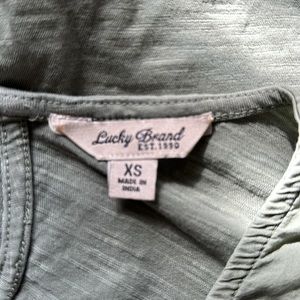 Lucky Brand
EST. 1990
XS
MADE IN
INDIA